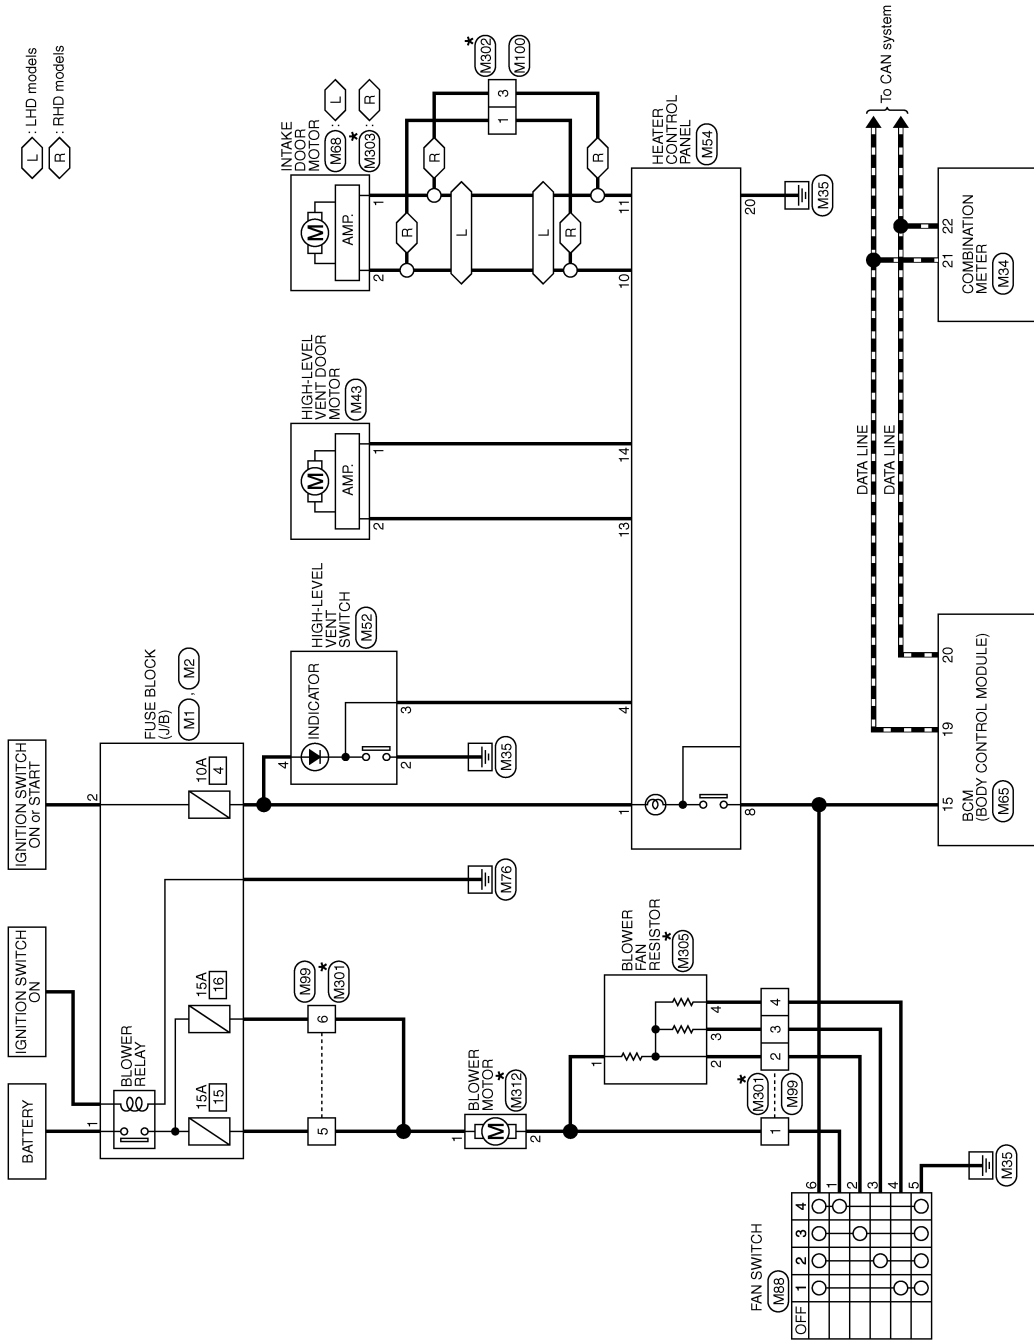 L : LHD models
R : RHD models
BATTERY
IGNITION SWITCH
ON
IGNITION SWITCH
ON or START
1
2
BLOWER
RELAY
FUSE BLOCK
(J/B)
M1 , M2
15A
15
15A
16
10A
4
5
6
M99
* M301
M76
BLOWER
MOTOR
* M312
1
2
BLOWER
FAN
RESISTOR
* M305
1
2
3
4
1
2
3
4
* M301
M99
FAN SWITCH
M88
OFF
1
2
3
4
6
1
2
3
4
5
M35
HIGH-LEVEL
VENT
SWITCH
M52
INDICATOR
4
3
2
M35
HIGH-LEVEL
VENT DOOR
MOTOR
M43
M
AMP.
2
1
INTAKE
DOOR
MOTOR
M68 : L
* M303 : R
M
AMP.
2
1
R
R
L
L
R
R
* M302
M100
1
3
HEATER
CONTROL
PANEL
M54
1
4
13
14
10
11
8
20
M35
DATA LINE
DATA LINE
To CAN system
15
19
20
BCM
(BODY CONTROL MODULE)
M65
21
22
COMBINATION
METER
M34
M